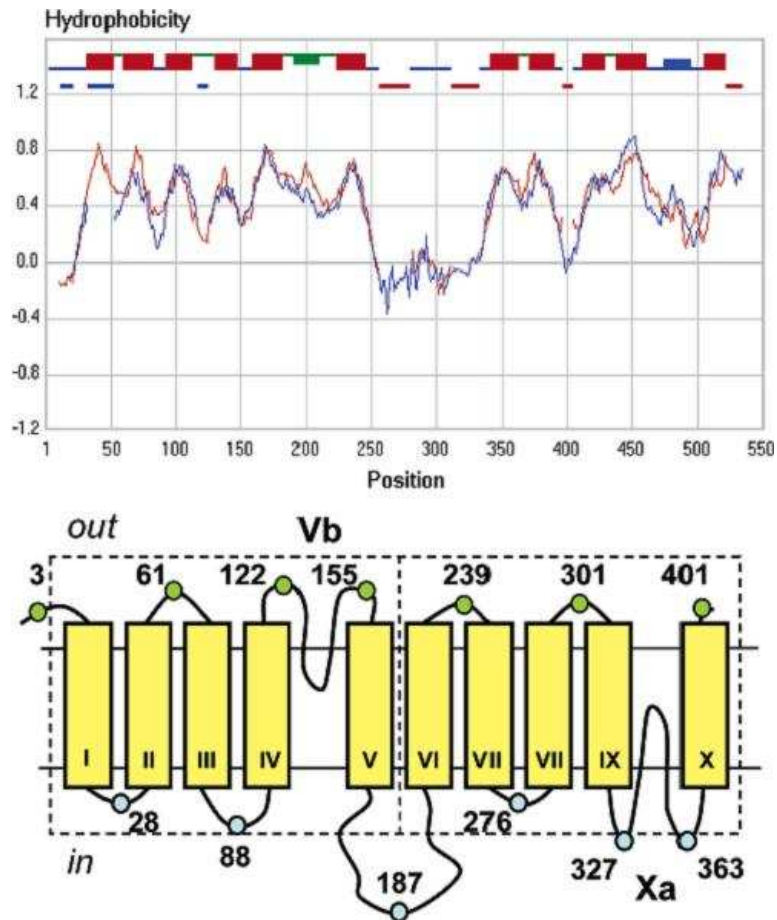 Hydrophobicity
1.2
0.8
0.4
0.0
-0.4
-0.8
-1.2
1 50 100 150 200 250 300 350 400 450 500 550
Position
out Vb
3 61 122 155 239 301 401
I II III IV V VI VII VII IX X
28 88 187 276 327 363
in Xa